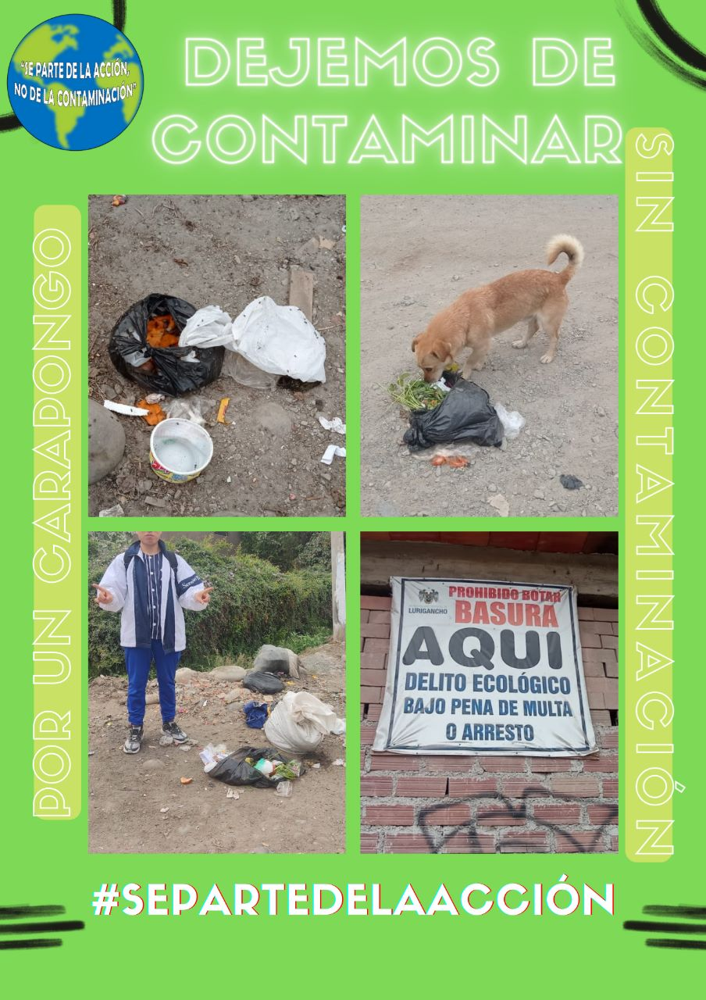 “SE PARTE DE LA ACCIÓN,
NO DE LA CONTAMINACIÓN”
DEJEMOS DE
CONTAMINAR
POR UN CARAPONGO
SIN CONTAMINACIÓN
LURIGANCHO
PROHIBIDO BOTAR
BASURA
AQUI
DELITO ECOLÓGICO
BAJO PENA DE MULTA
O ARRESTO
#SEPARTEDELAACCIÓN